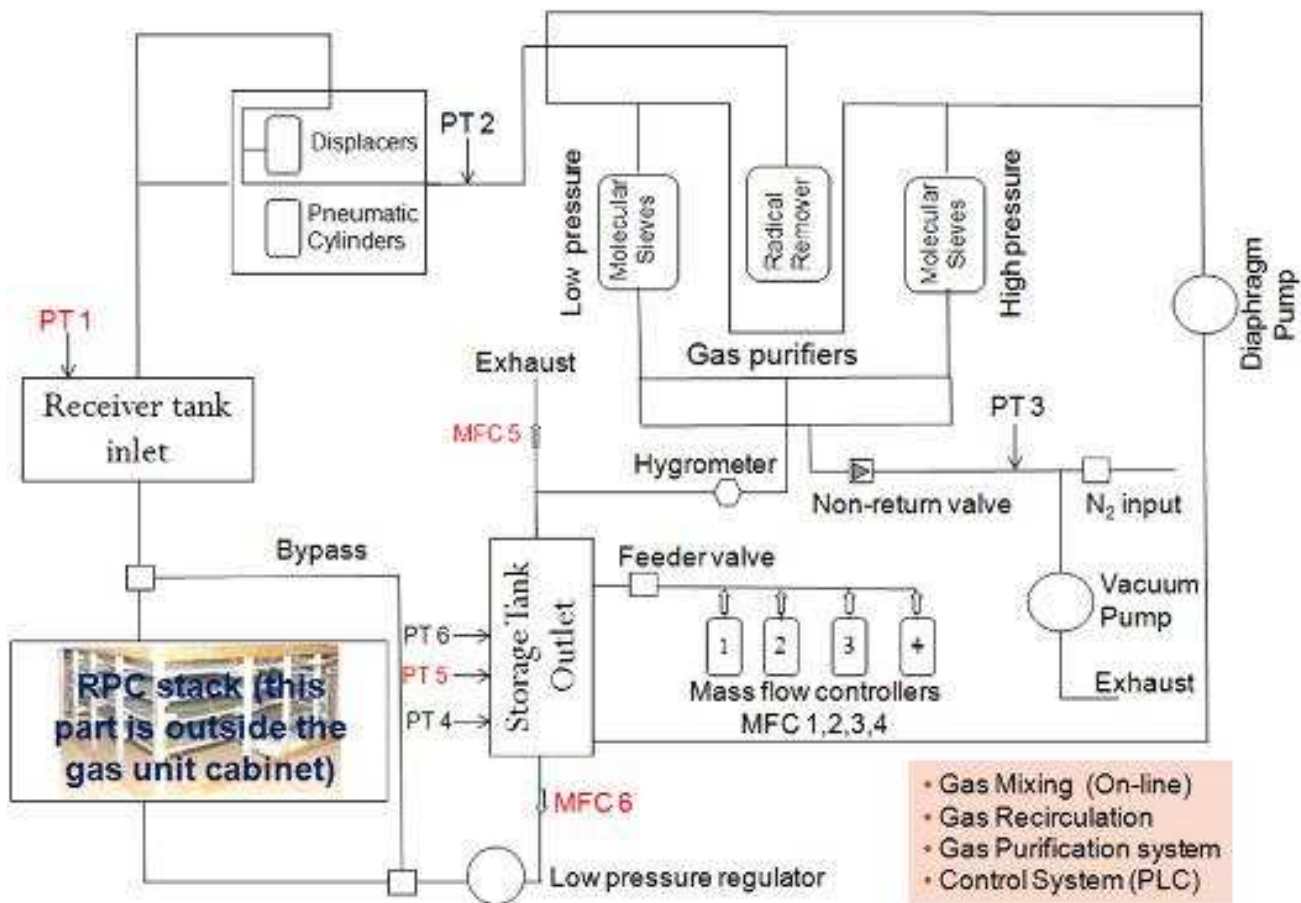 Displacers
Pneumatic
Cylinders
PT 2
Low pressure
Molecular
Sieves
Radical
Remover
Molecular
Sieves
High pressure
Diaphragm
Pump
PT 1
Receiver tank
inlet
Exhaust
MFC 5
Gas purifiers
PT 3
Hygrometer
Non-return valve
N2 input
Bypass
Feeder valve
Storage Tank
Outlet
PT 6
PT 5
PT 4
1
2
3
4
Mass flow controllers
MFC 1,2,3,4
Vacuum
Pump
Exhaust
RPC stack (this
part is outside the
gas unit cabinet)
MFC 6
Low pressure regulator
• Gas Mixing (On-line)
• Gas Recirculation
• Gas Purification system
• Control System (PLC)